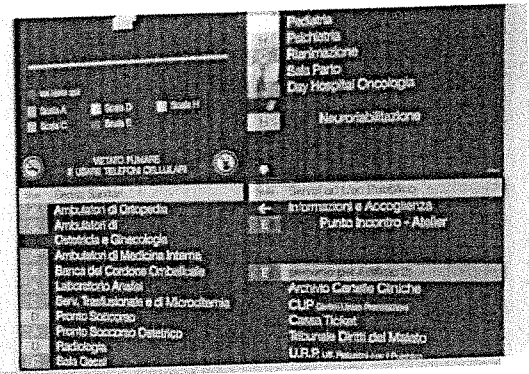 Scala A
Scala D
Scala H
Scala C
Scala E
VIETATO FUMARE
E USARE TELEFONI CELLULARI
Ambulatori di Ortopedia
Ambulatori di
Ostetricia e Ginecologia
Ambulatori di Medicina Interna
Banca del Cordone Ombelicale
Laboratorio Analisi
Serv. Trasfusionale e di Microcitemia
Pronto Soccorso
Pronto Soccorso Ostetrico
Radiologia
Sala Gessi
Pediatria
Psichiatria
Rianimazione
Sala Parto
Day Hospital Oncologia
Neuroriabilitazione
Informazioni e Accoglienza
E Punto Incontro - Atelier
E
Archivio Cartelle Cliniche
CUP Centro Unico Prenotazioni
Cassa Ticket
Tribunale Diritti del Malato
U.R.P.